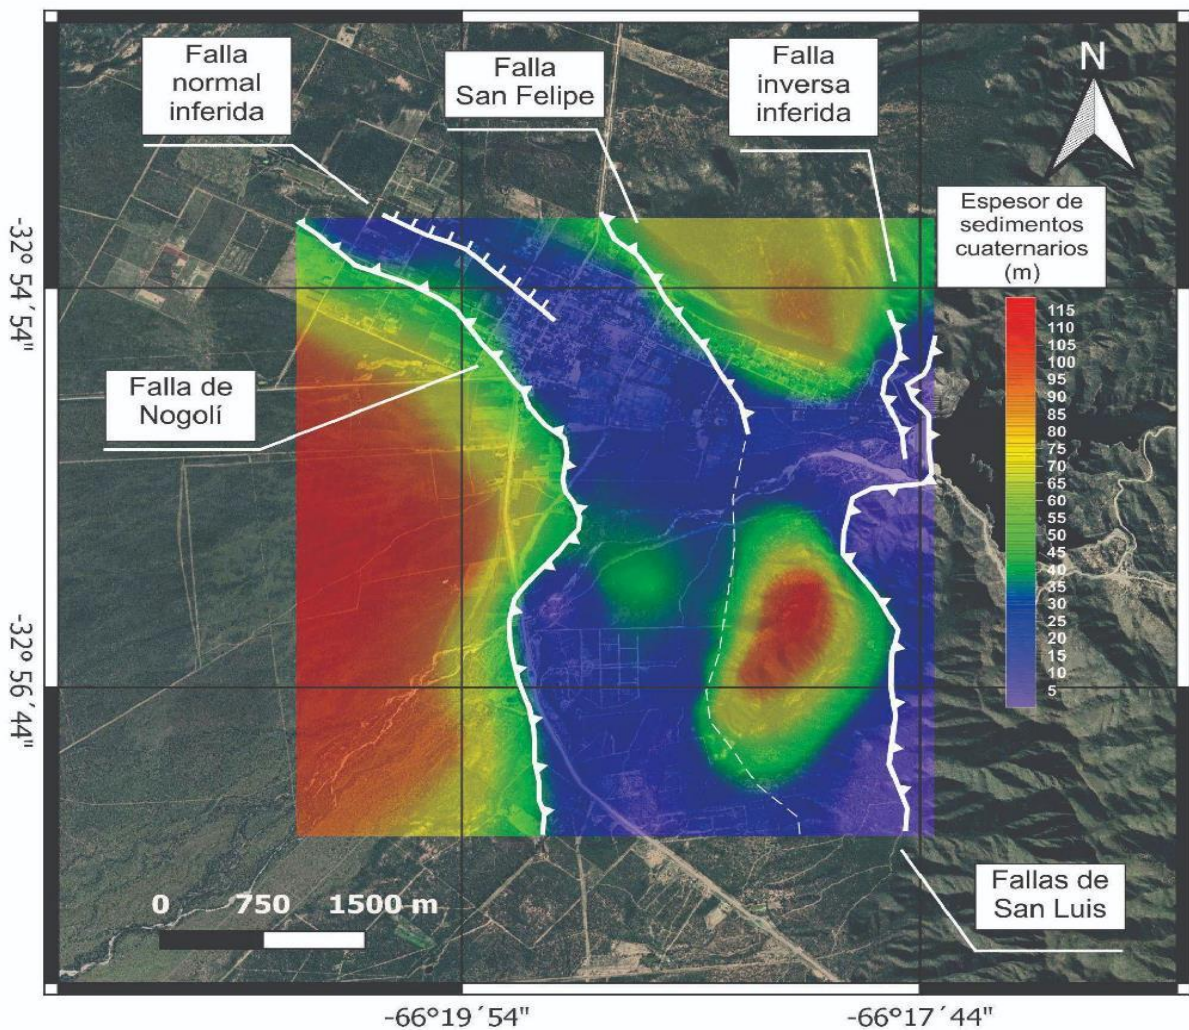 Falla
normal
inferida
Falla
San Felipe
Falla
inversa
inferida
N
Espesor de
sedimentos
cuaternarios
(m)
115
110
105
100
95
90
85
80
75
70
65
60
55
50
45
40
35
30
25
20
15
10
5
-32° 54´54"
Falla de
Nogolí
-32° 56´44"
0 750 1500 m
Fallas de
San Luis
-66°19´54"
-66°17´44"